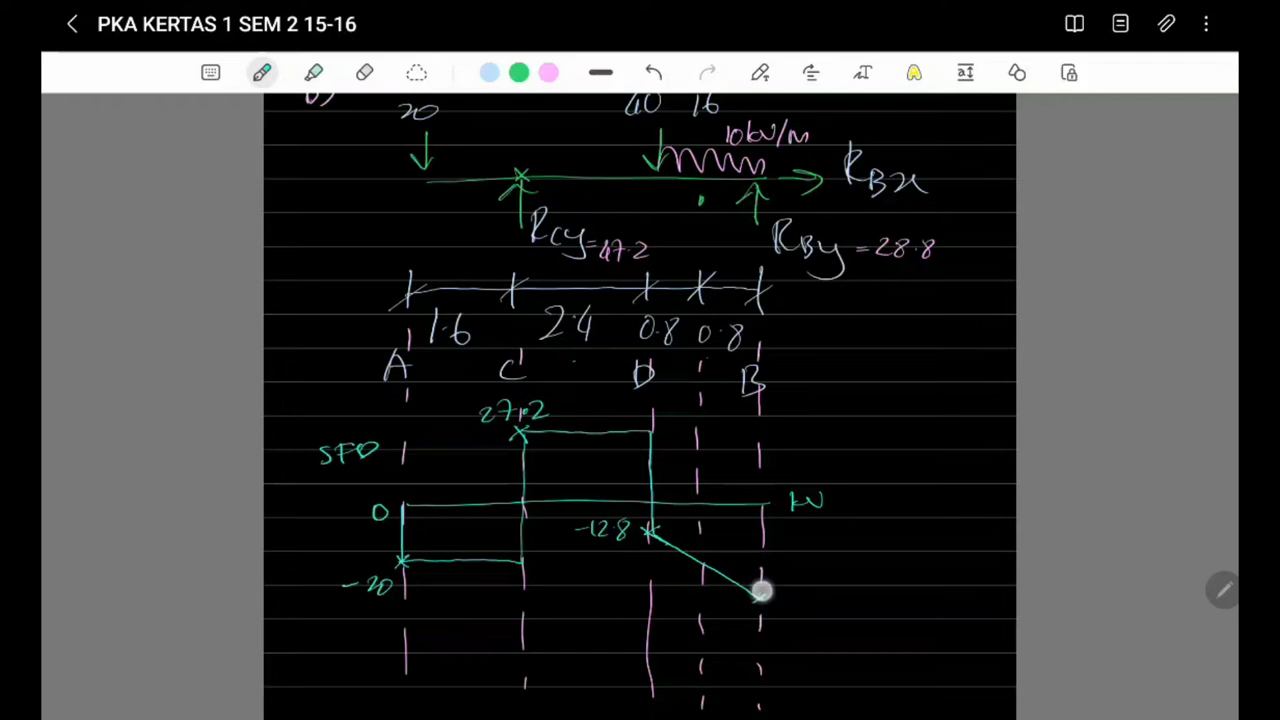 PKA KERTAS 1 SEM 2 15-16
b)
20 40 16
10kN/m
RBx
RCy=47.2
RBy=28.8
1.6 2.4 0.8 0.8
A C D B
27.2
SFD
0 kN
-12.8
-20